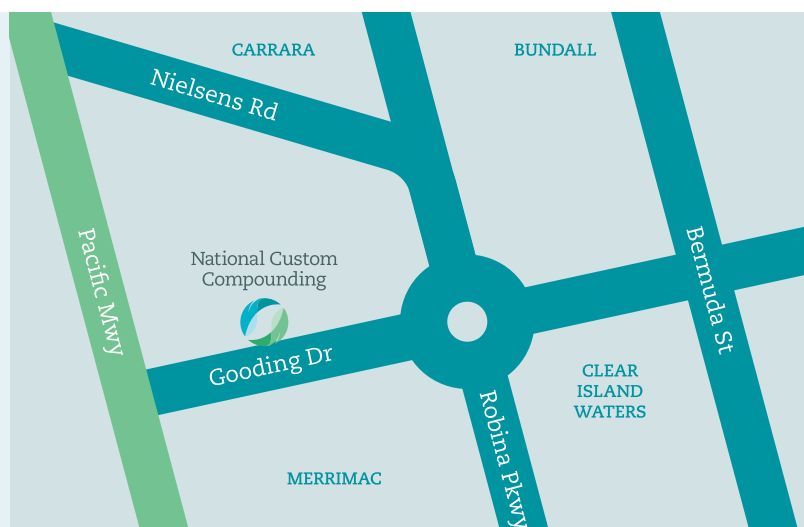 CARRARA
BUNDALL
Nielsens Rd
Pacific Mwy
National Custom
Compounding
Bermuda St
Gooding Dr
CLEAR
ISLAND
WATERS
Robina Pkwy
MERRIMAC